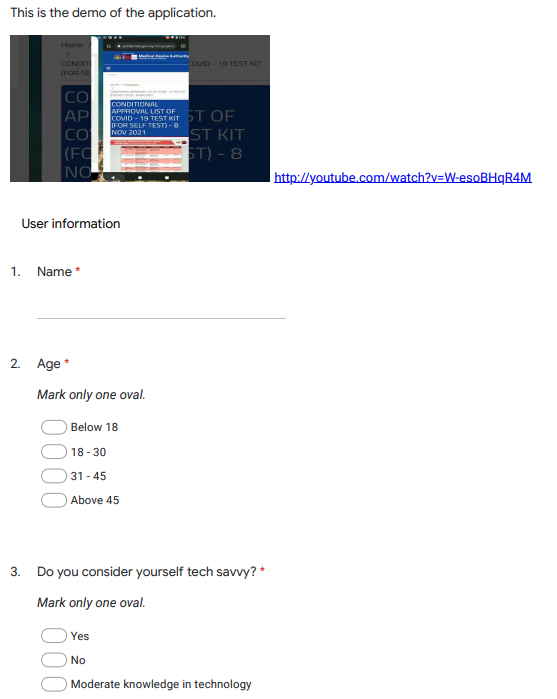 This is the demo of the application.
Home /
/
CONDITI
(FOR SE
COVID - 19 TEST KIT
CO
AP
CO
(FC
NO
ST OF
ST KIT
ST) - 8
Medical Device Authority
CONDITIONAL
APPROVAL LIST OF
COVID - 19 TEST KIT
(FOR SELF TEST) - 8
NOV 2021
http://youtube.com/watch?v=W-esoBHqR4M
User information
1. Name *
2. Age *
Mark only one oval.
Below 18
18 - 30
31 - 45
Above 45
3. Do you consider yourself tech savvy? *
Mark only one oval.
Yes
No
Moderate knowledge in technology